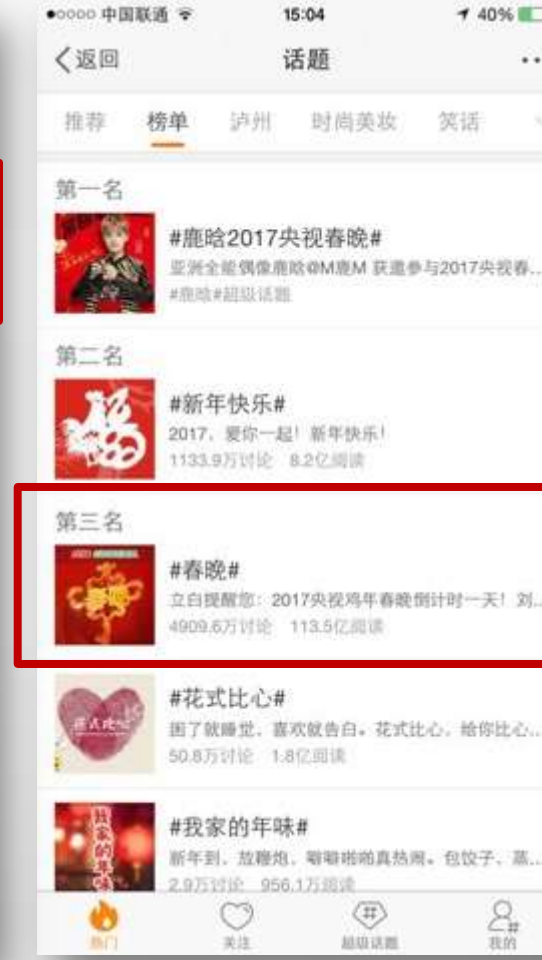 中国联通
15:04
40%
返回
话题
推荐
榜单
泸州
时尚美妆
笑话
第一名
#鹿晗2017央视春晚#
亚洲全能偶像鹿晗@M鹿M 获邀参与2017央视春...
#鹿晗#超级话题
第二名
#新年快乐#
2017，爱你一起！新年快乐！
1133.9万讨论 8.2亿阅读
第三名
#春晚#
立白提醒您：2017央视鸡年春晚倒计时一天！刘...
4909.6万讨论 113.5亿阅读
花式比心
#花式比心#
困了就睡觉，喜欢就告白。花式比心，给你比心...
50.8万讨论 1.8亿阅读
我家的年味
#我家的年味#
新年到，放鞭炮，噼噼啪啪真热闹。包饺子、蒸...
2.9万讨论 956.1万阅读
热门
关注
超级话题
我的